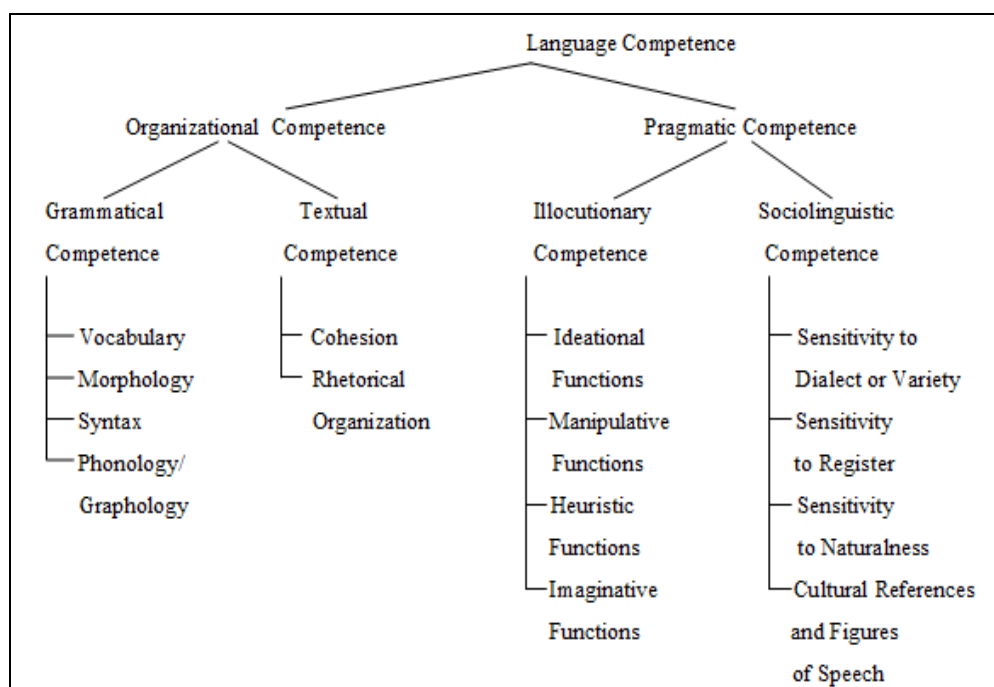 Language Competence
Organizational Competence
Pragmatic Competence
Grammatical
Competence
Vocabulary
Morphology
Syntax
Phonology/
Graphology
Textual
Competence
Cohesion
Rhetorical
Organization
Illocutionary
Competence
Ideational
Functions
Manipulative
Functions
Heuristic
Functions
Imaginative
Functions
Sociolinguistic
Competence
Sensitivity to
Dialect or Variety
Sensitivity
to Register
Sensitivity
to Naturalness
Cultural References
and Figures
of Speech